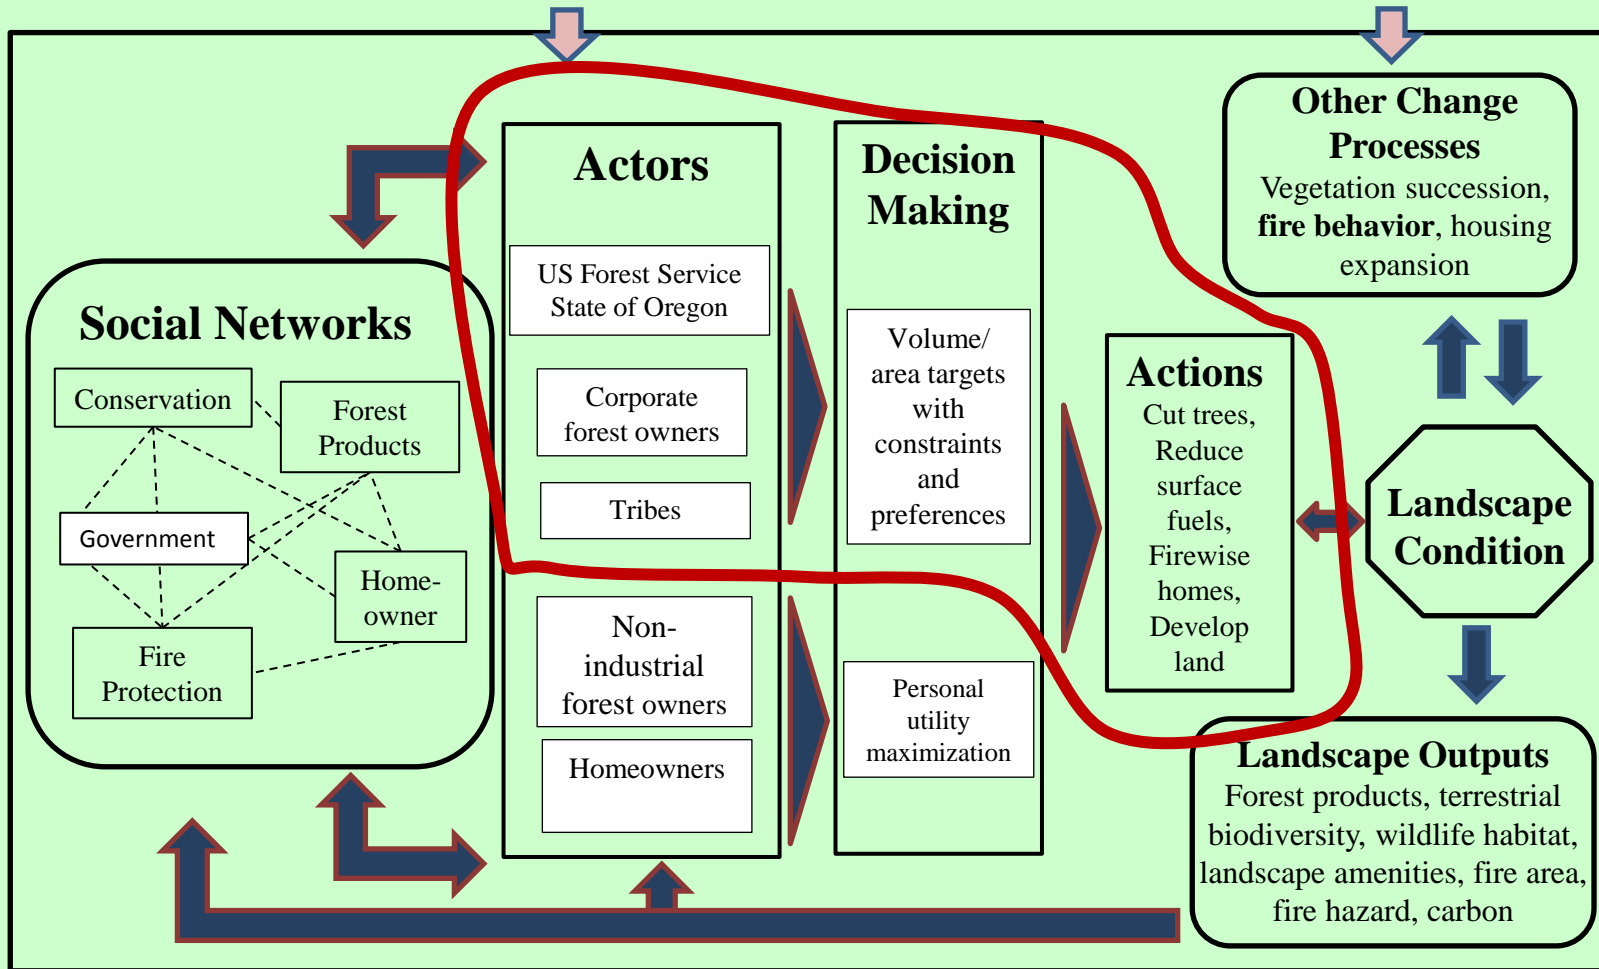 Social Networks
Conservation
Forest
Products
Government
Home-
owner
Fire
Protection
Actors
US Forest Service
State of Oregon
Corporate
forest owners
Tribes
Non-
industrial
forest owners
Homeowners
Decision
Making
Volume/
area targets
with
constraints
and
preferences
Personal
utility
maximization
Actions
Cut trees,
Reduce
surface
fuels,
Firewise
homes,
Develop
land
Other Change
Processes
Vegetation succession,
fire behavior, housing
expansion
Landscape
Condition
Landscape Outputs
Forest products, terrestrial
biodiversity, wildlife habitat,
landscape amenities, fire area,
fire hazard, carbon